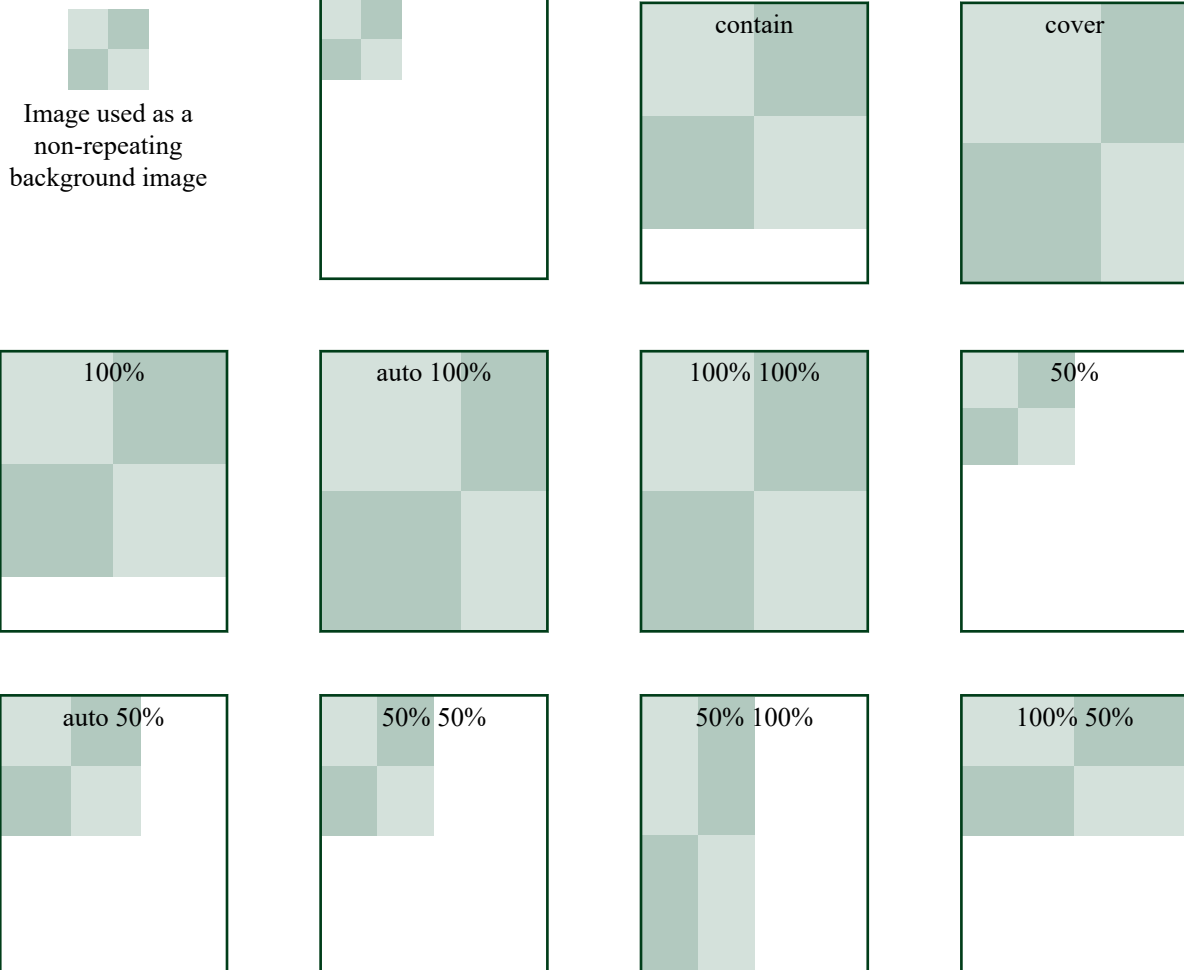 contain
cover
Image used as a
non-repeating
background image
100%
auto 100%
100% 100%
50%
auto 50%
50% 50%
50% 100%
100% 50%